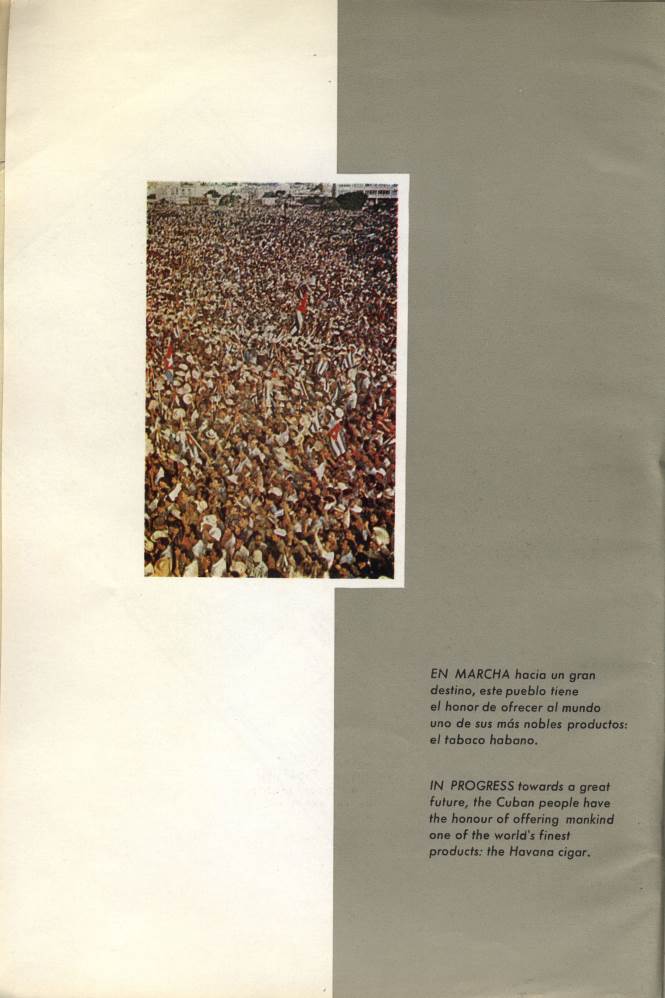 EN MARCHA hacia un gran
destino, este pueblo tiene
el honor de ofrecer al mundo
uno de sus más nobles productos:
el tabaco habano.
IN PROGRESS towards a great
future, the Cuban people have
the honour of offering mankind
one of the world's finest
products: the Havana cigar.